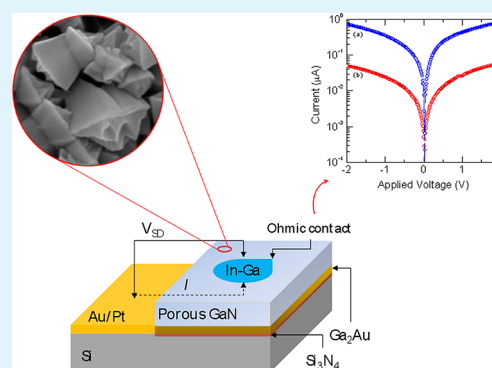 10⁰
10⁻¹
10⁻²
10⁻³
10⁻⁴
Current (μA)
(a)
(b)
-2
-1
0
1
Applied Voltage (V)
V_SD
Ohmic contact
In-Ga
I
Au/Pt
Porous GaN
Si
Ga₂Au
Si₃N₄